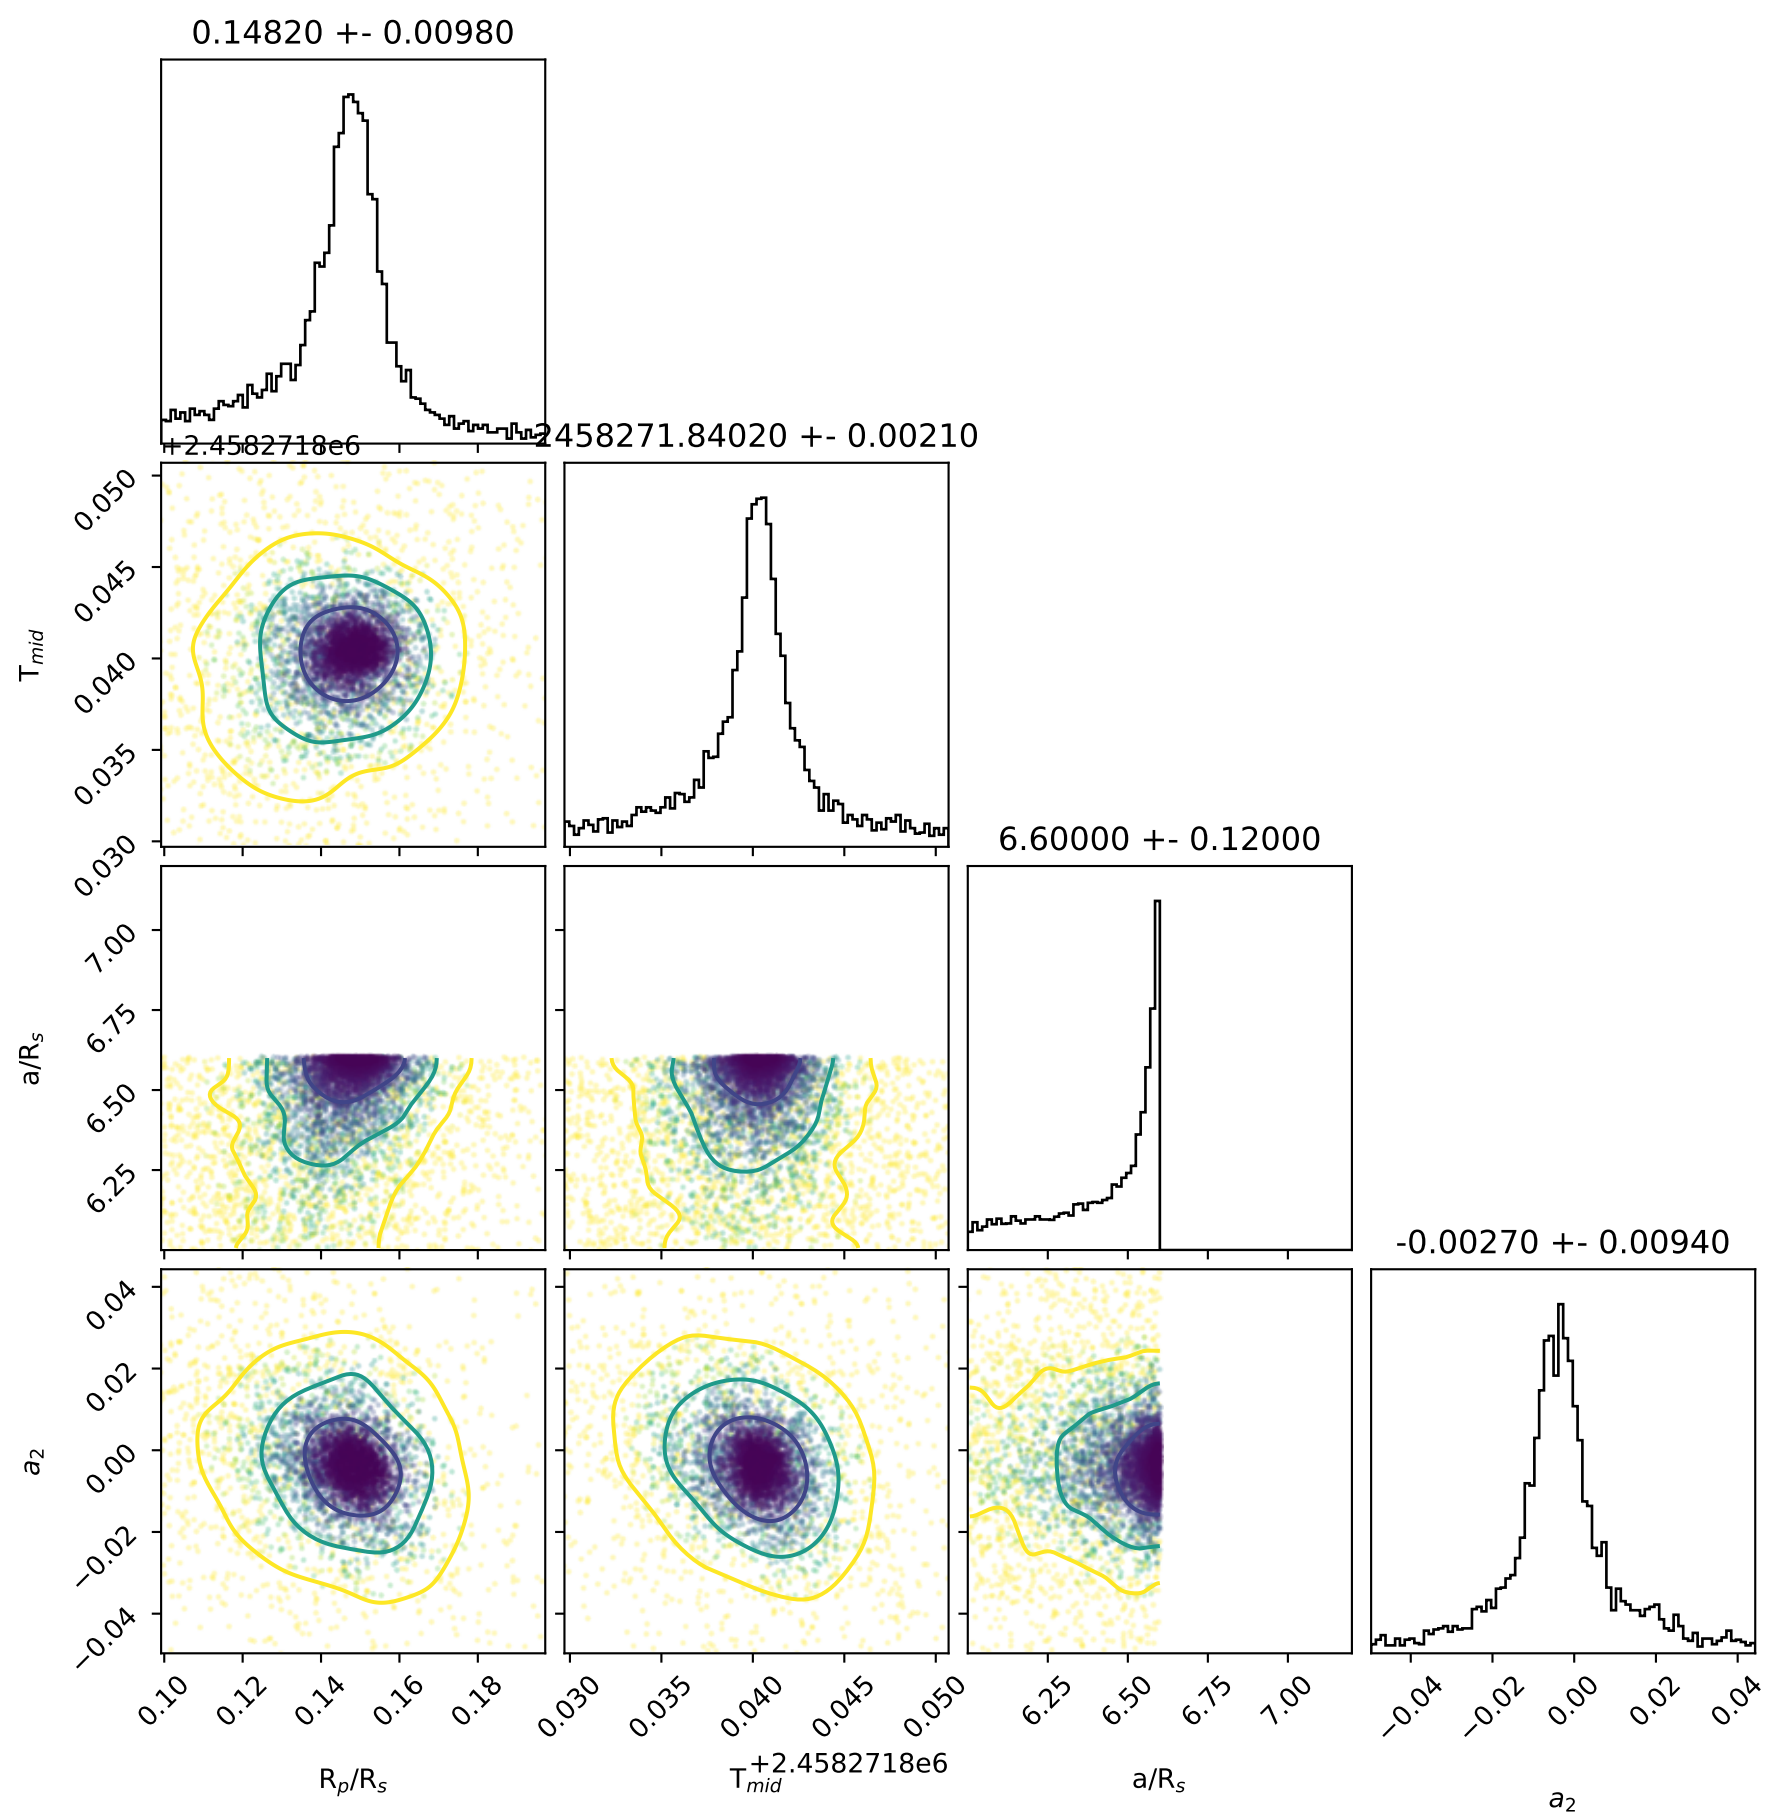 0.14820 +- 0.00980
+2.4582718e6
2458271.84020 +- 0.00210
0.050
0.045
0.040
0.035
0.030
T_mid
6.60000 +- 0.12000
7.00
6.75
6.50
6.25
a/R_s
-0.00270 +- 0.00940
0.04
0.02
0.00
−0.02
−0.04
a_2
0.10 0.12 0.14 0.16 0.18
R_p/R_s
0.030 0.035 0.040 0.045 0.050
+2.4582718e6
T_mid
6.25 6.50 6.75 7.00
a/R_s
−0.04 −0.02 0.00 0.02 0.04
a_2